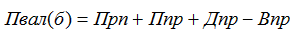 Пвал(б) = Прп + Ппр + Дпр – Впр